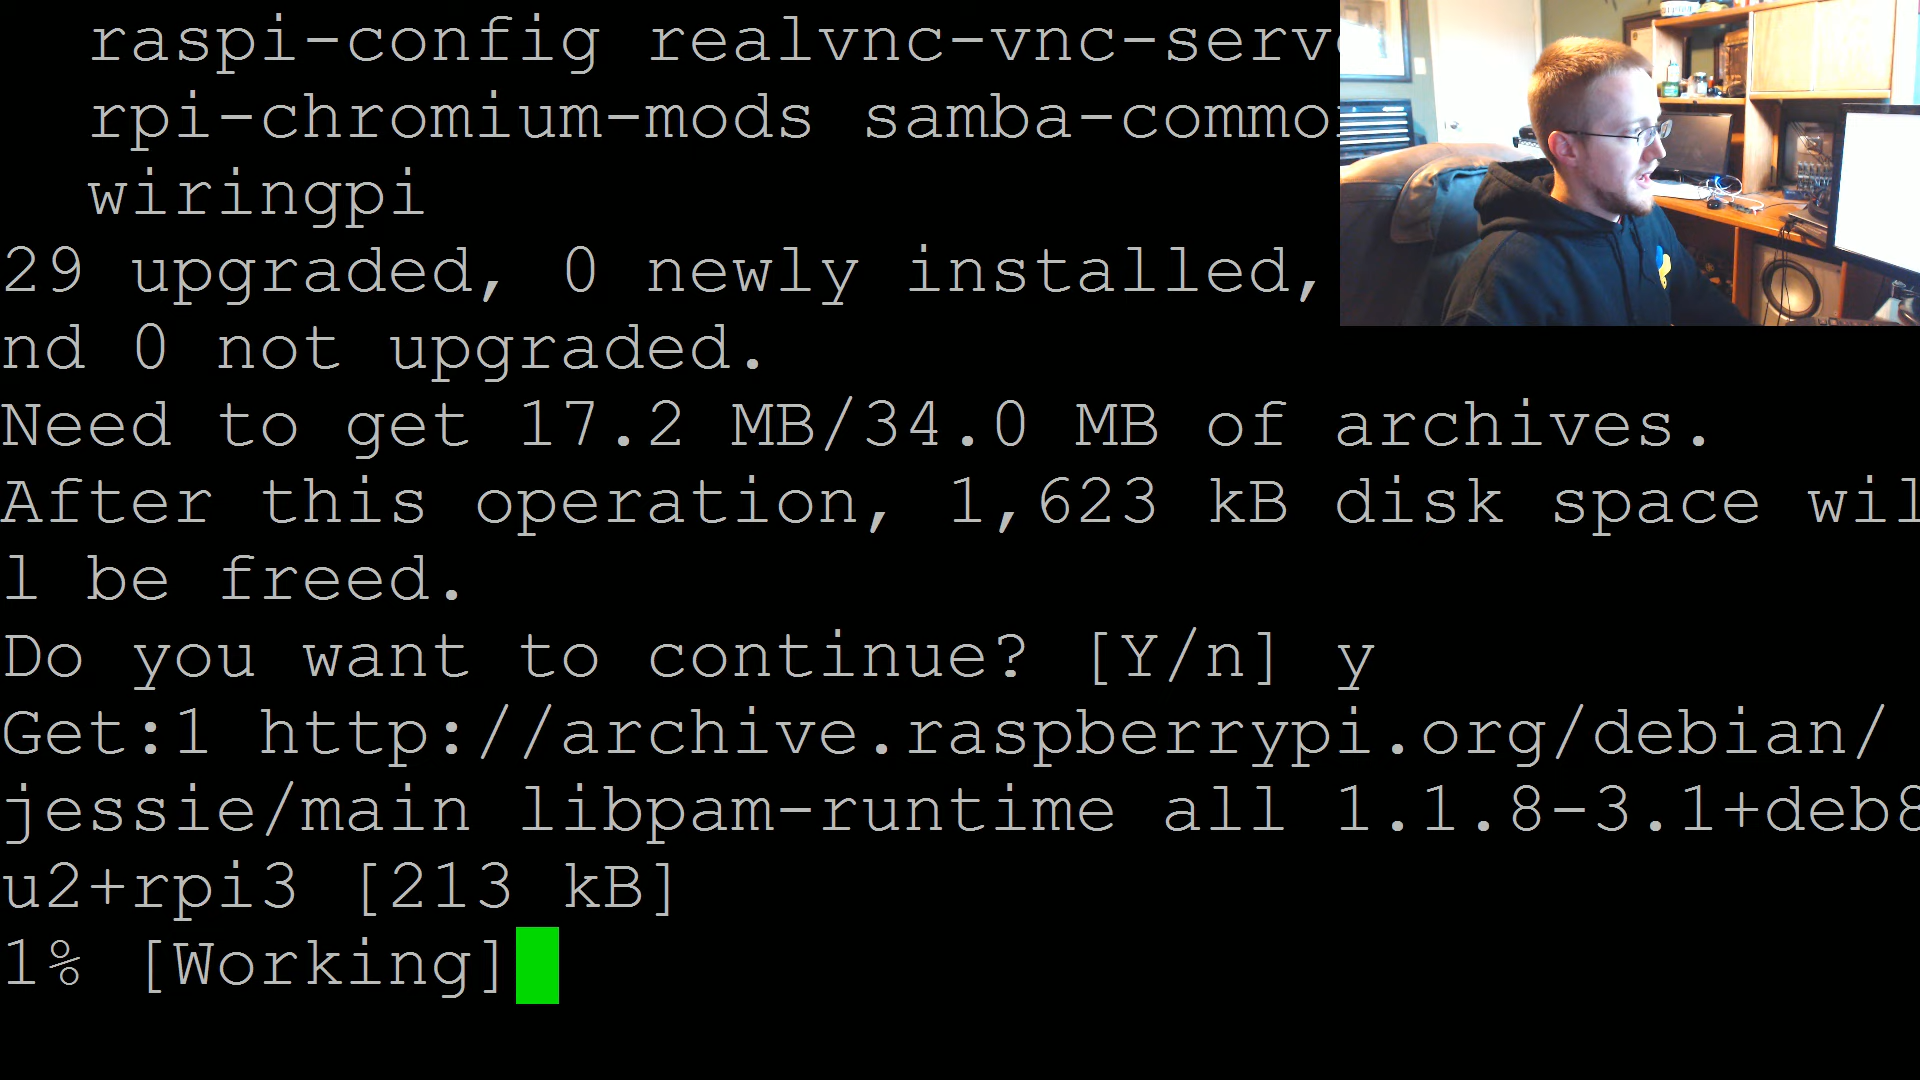 raspi-config realvnc-vnc-serv
rpi-chromium-mods samba-commo
wiringpi
29 upgraded, 0 newly installed,
nd 0 not upgraded.
Need to get 17.2 MB/34.0 MB of archives.
After this operation, 1,623 kB disk space wil
l be freed.
Do you want to continue? [Y/n] y
Get:1 http://archive.raspberrypi.org/debian/
jessie/main libpam-runtime all 1.1.8-3.1+deb8
u2+rpi3 [213 kB]
1% [Working]